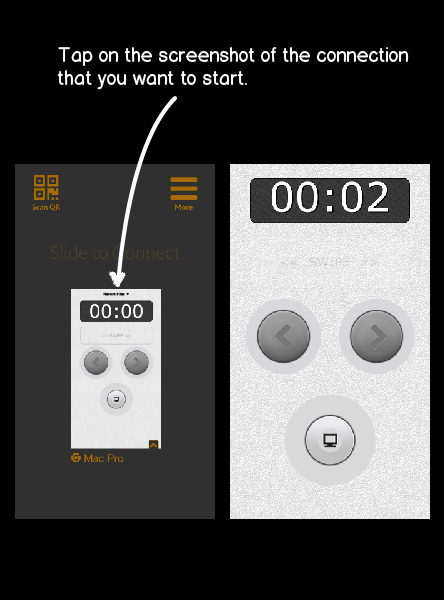 Tap on the screenshot of the connection
that you want to start.
Scan QR
More
Slide to Connect
00:00
<< SWIPE >>
Mac Pro
00:02
<< SWIPE >>